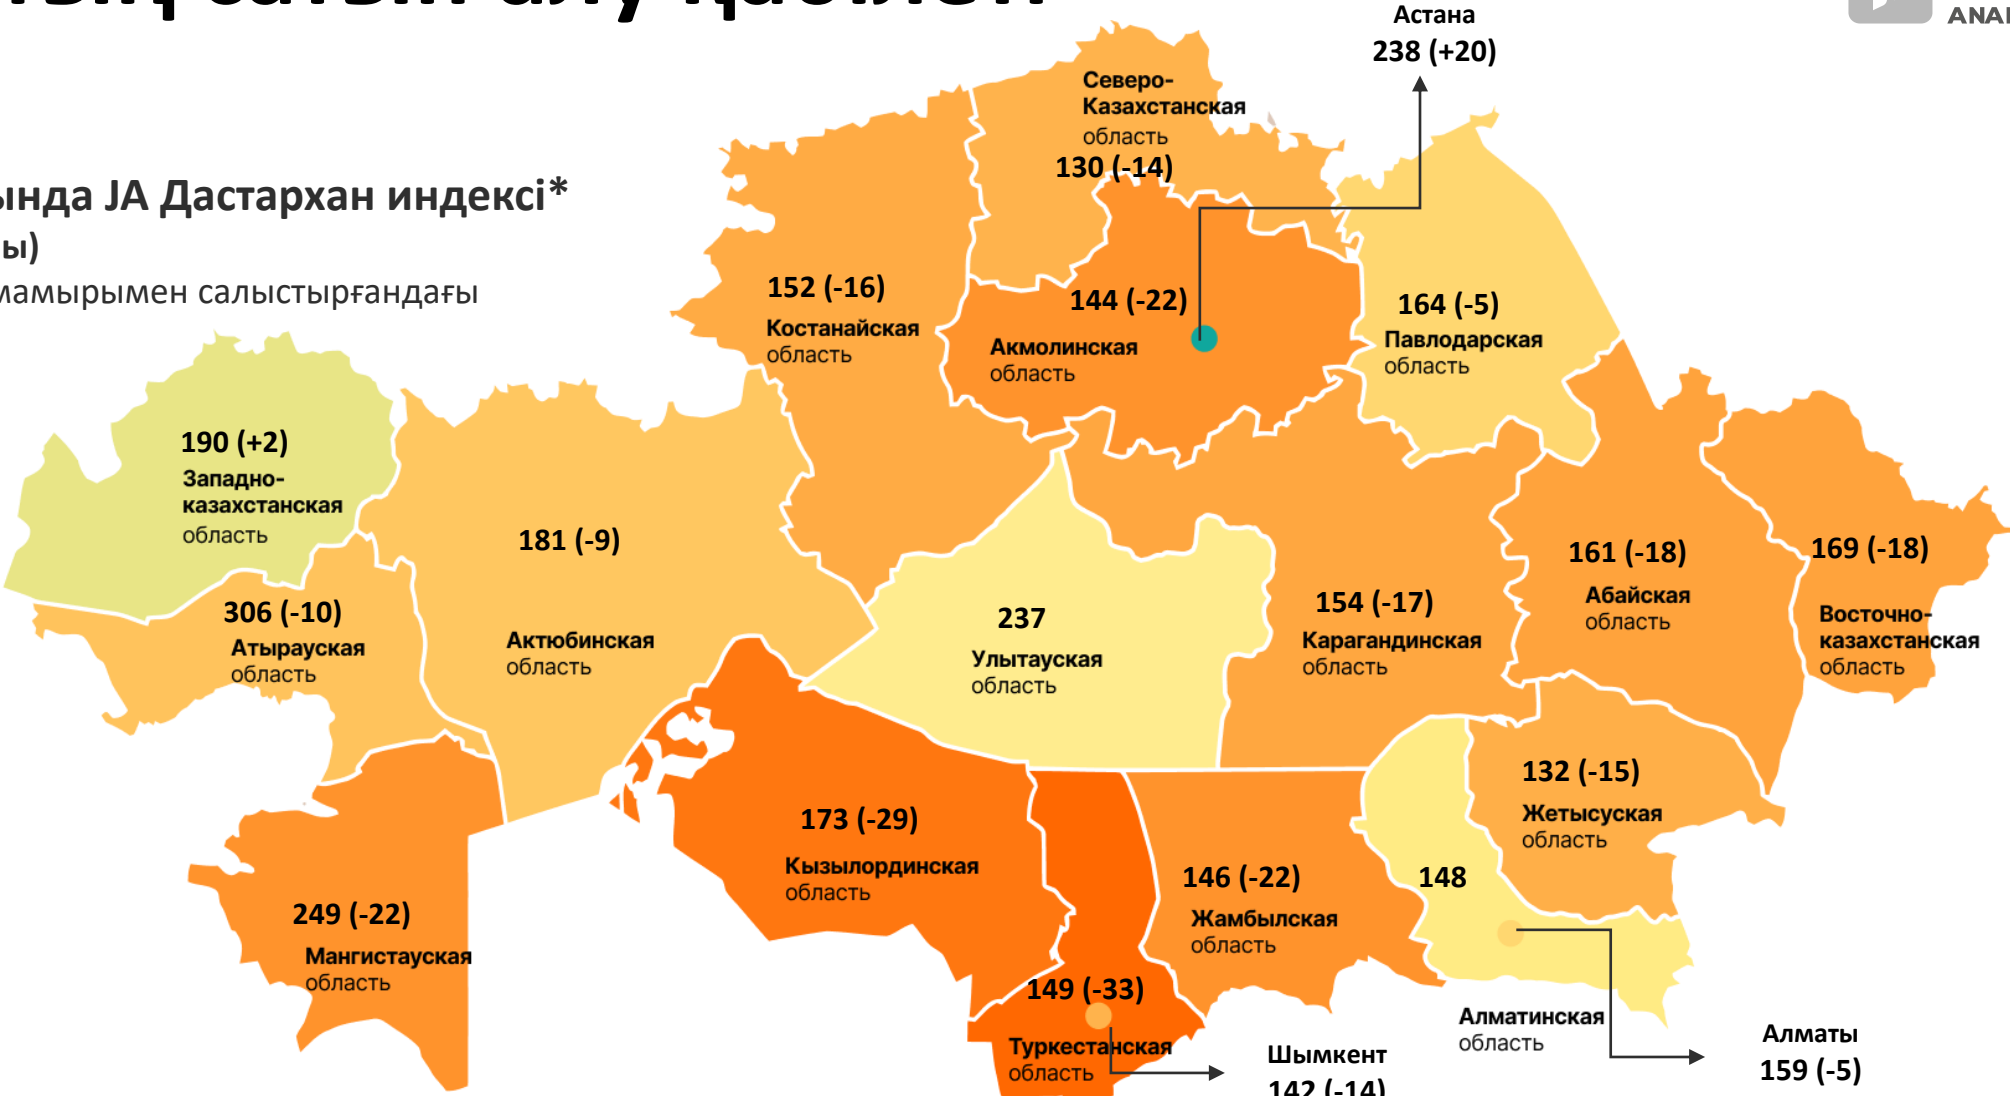 сатып алу қабілеті
Астана
238 (+20)
Северо-
Казахстанская
область
130 (-14)
JA Дастархан индексі*
салыстырғандағы
152 (-16)
Костанайская
область
144 (-22)
Акмолинская
область
164 (-5)
Павлодарская
область
190 (+2)
Западно-
казахстанская
область
181 (-9)
Актюбинская
область
306 (-10)
Атырауская
область
237
Улытауская
область
154 (-17)
Карагандинская
область
161 (-18)
Абайская
область
169 (-18)
Восточно-
казахстанская
область
132 (-15)
Жетысуская
область
173 (-29)
Кызылординская
область
146 (-22)
Жамбылская
область
148
Алматинская
область
249 (-22)
Мангистауская
область
149 (-33)
Туркестанская
область
Шымкент
142 (-14)
Алматы
159 (-5)